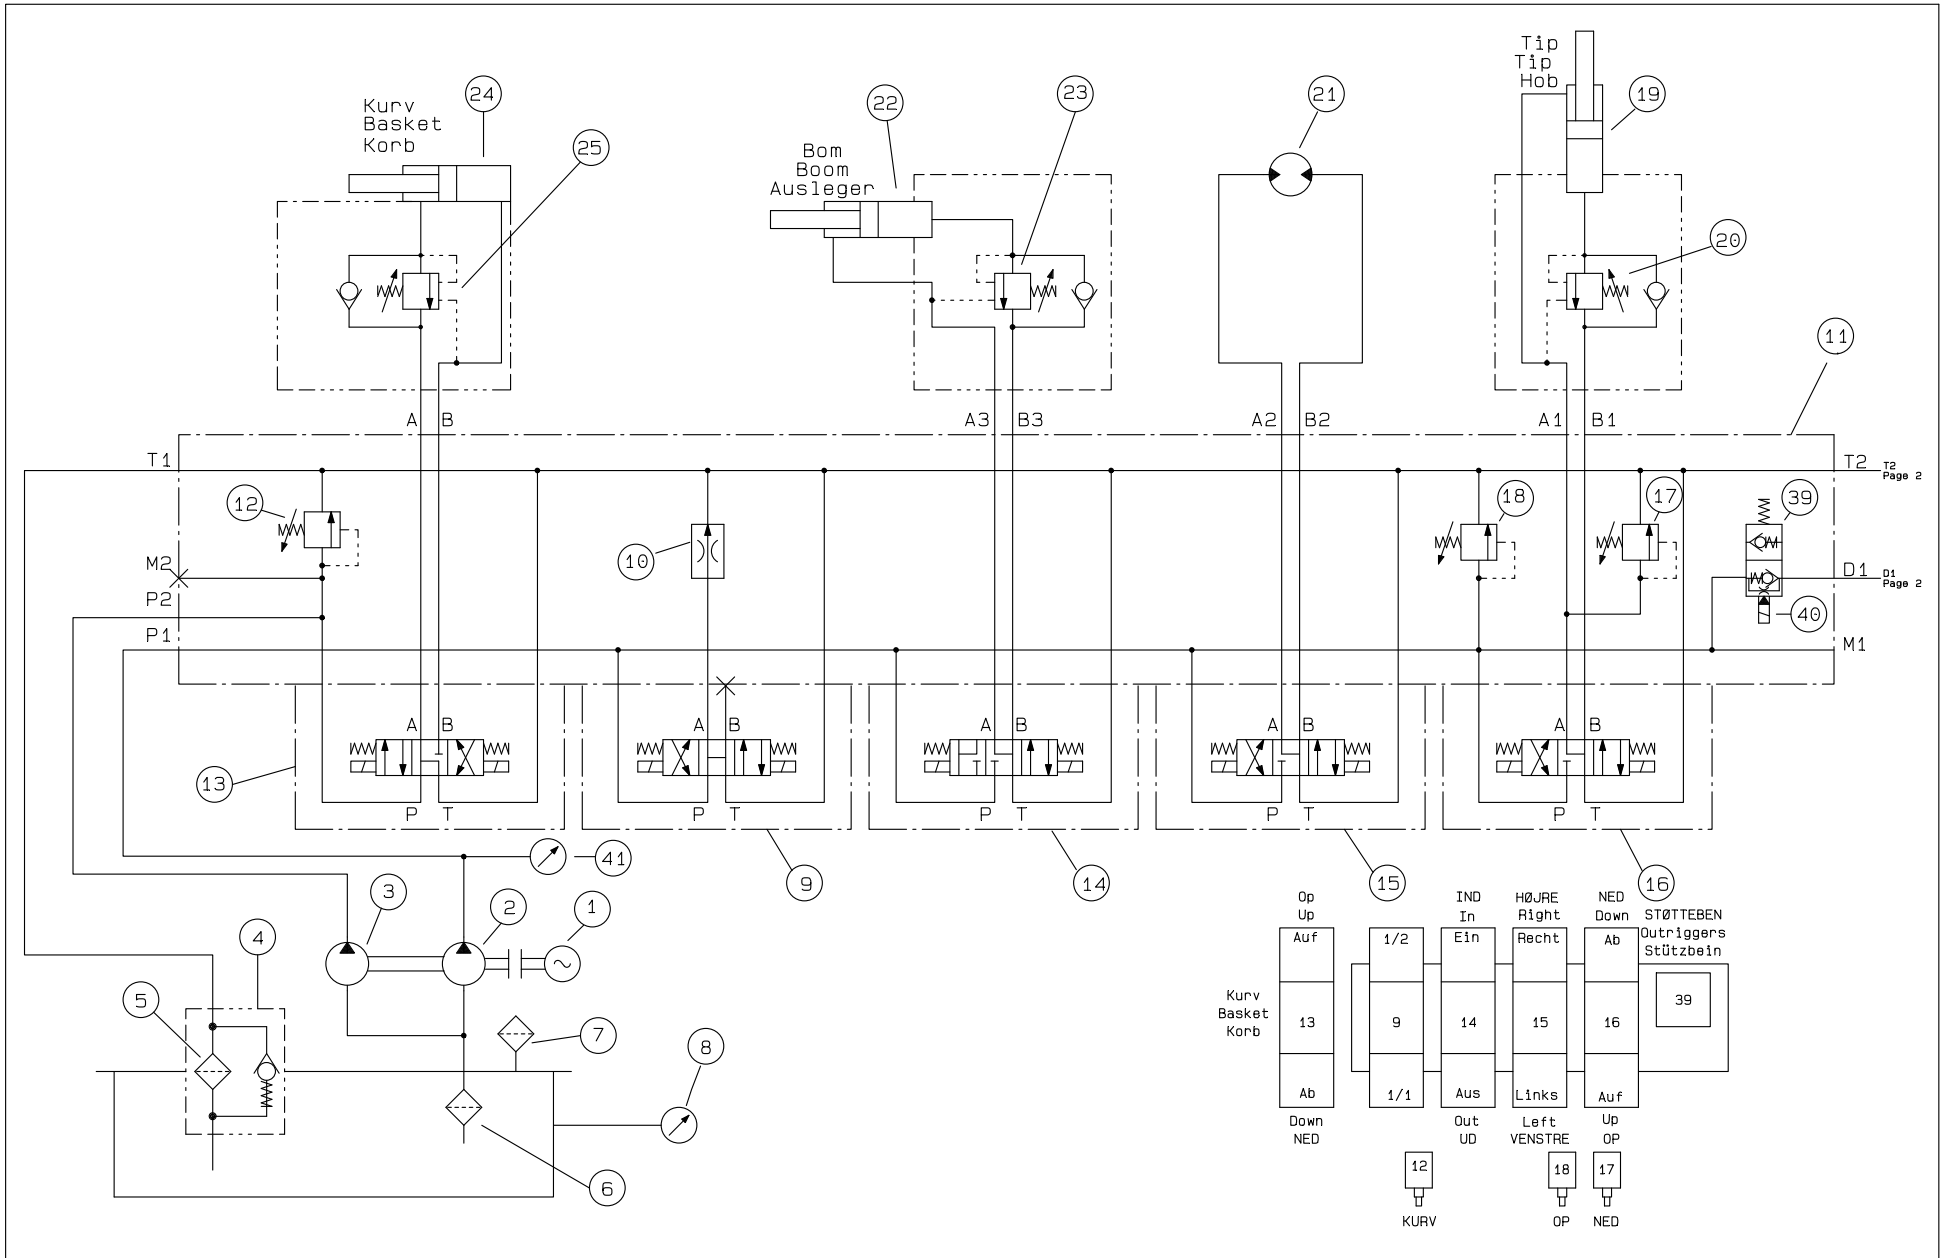 24
Kurv
Basket
Korb
25
22
Bom
Boom
Ausleger
23
21
Tip
Tip
Hob
19
20
11
A B
A3 B3
A2 B2
A1 B1
T1
T2
T2
Page 2
12
10
18
17
39
M2
P2
P1
D1
D1
Page 2
40
M1
A B
A B
A B
A B
A B
13
P T
P T
P T
P T
P T
41
9
14
15
16
3
2
1
4
5
7
8
6
Op
Up
Auf
1/2
IND
In
Ein
HØJRE
Right
Recht
NED
Down
Ab
STØTTEBEN
Outriggers
Stützbein
Kurv
Basket
Korb
13
9
14
15
16
39
Ab
1/1
Aus
Links
Auf
Down
NED
Out
UD
Left
VENSTRE
Up
OP
12
18
17
KURV
OP
NED